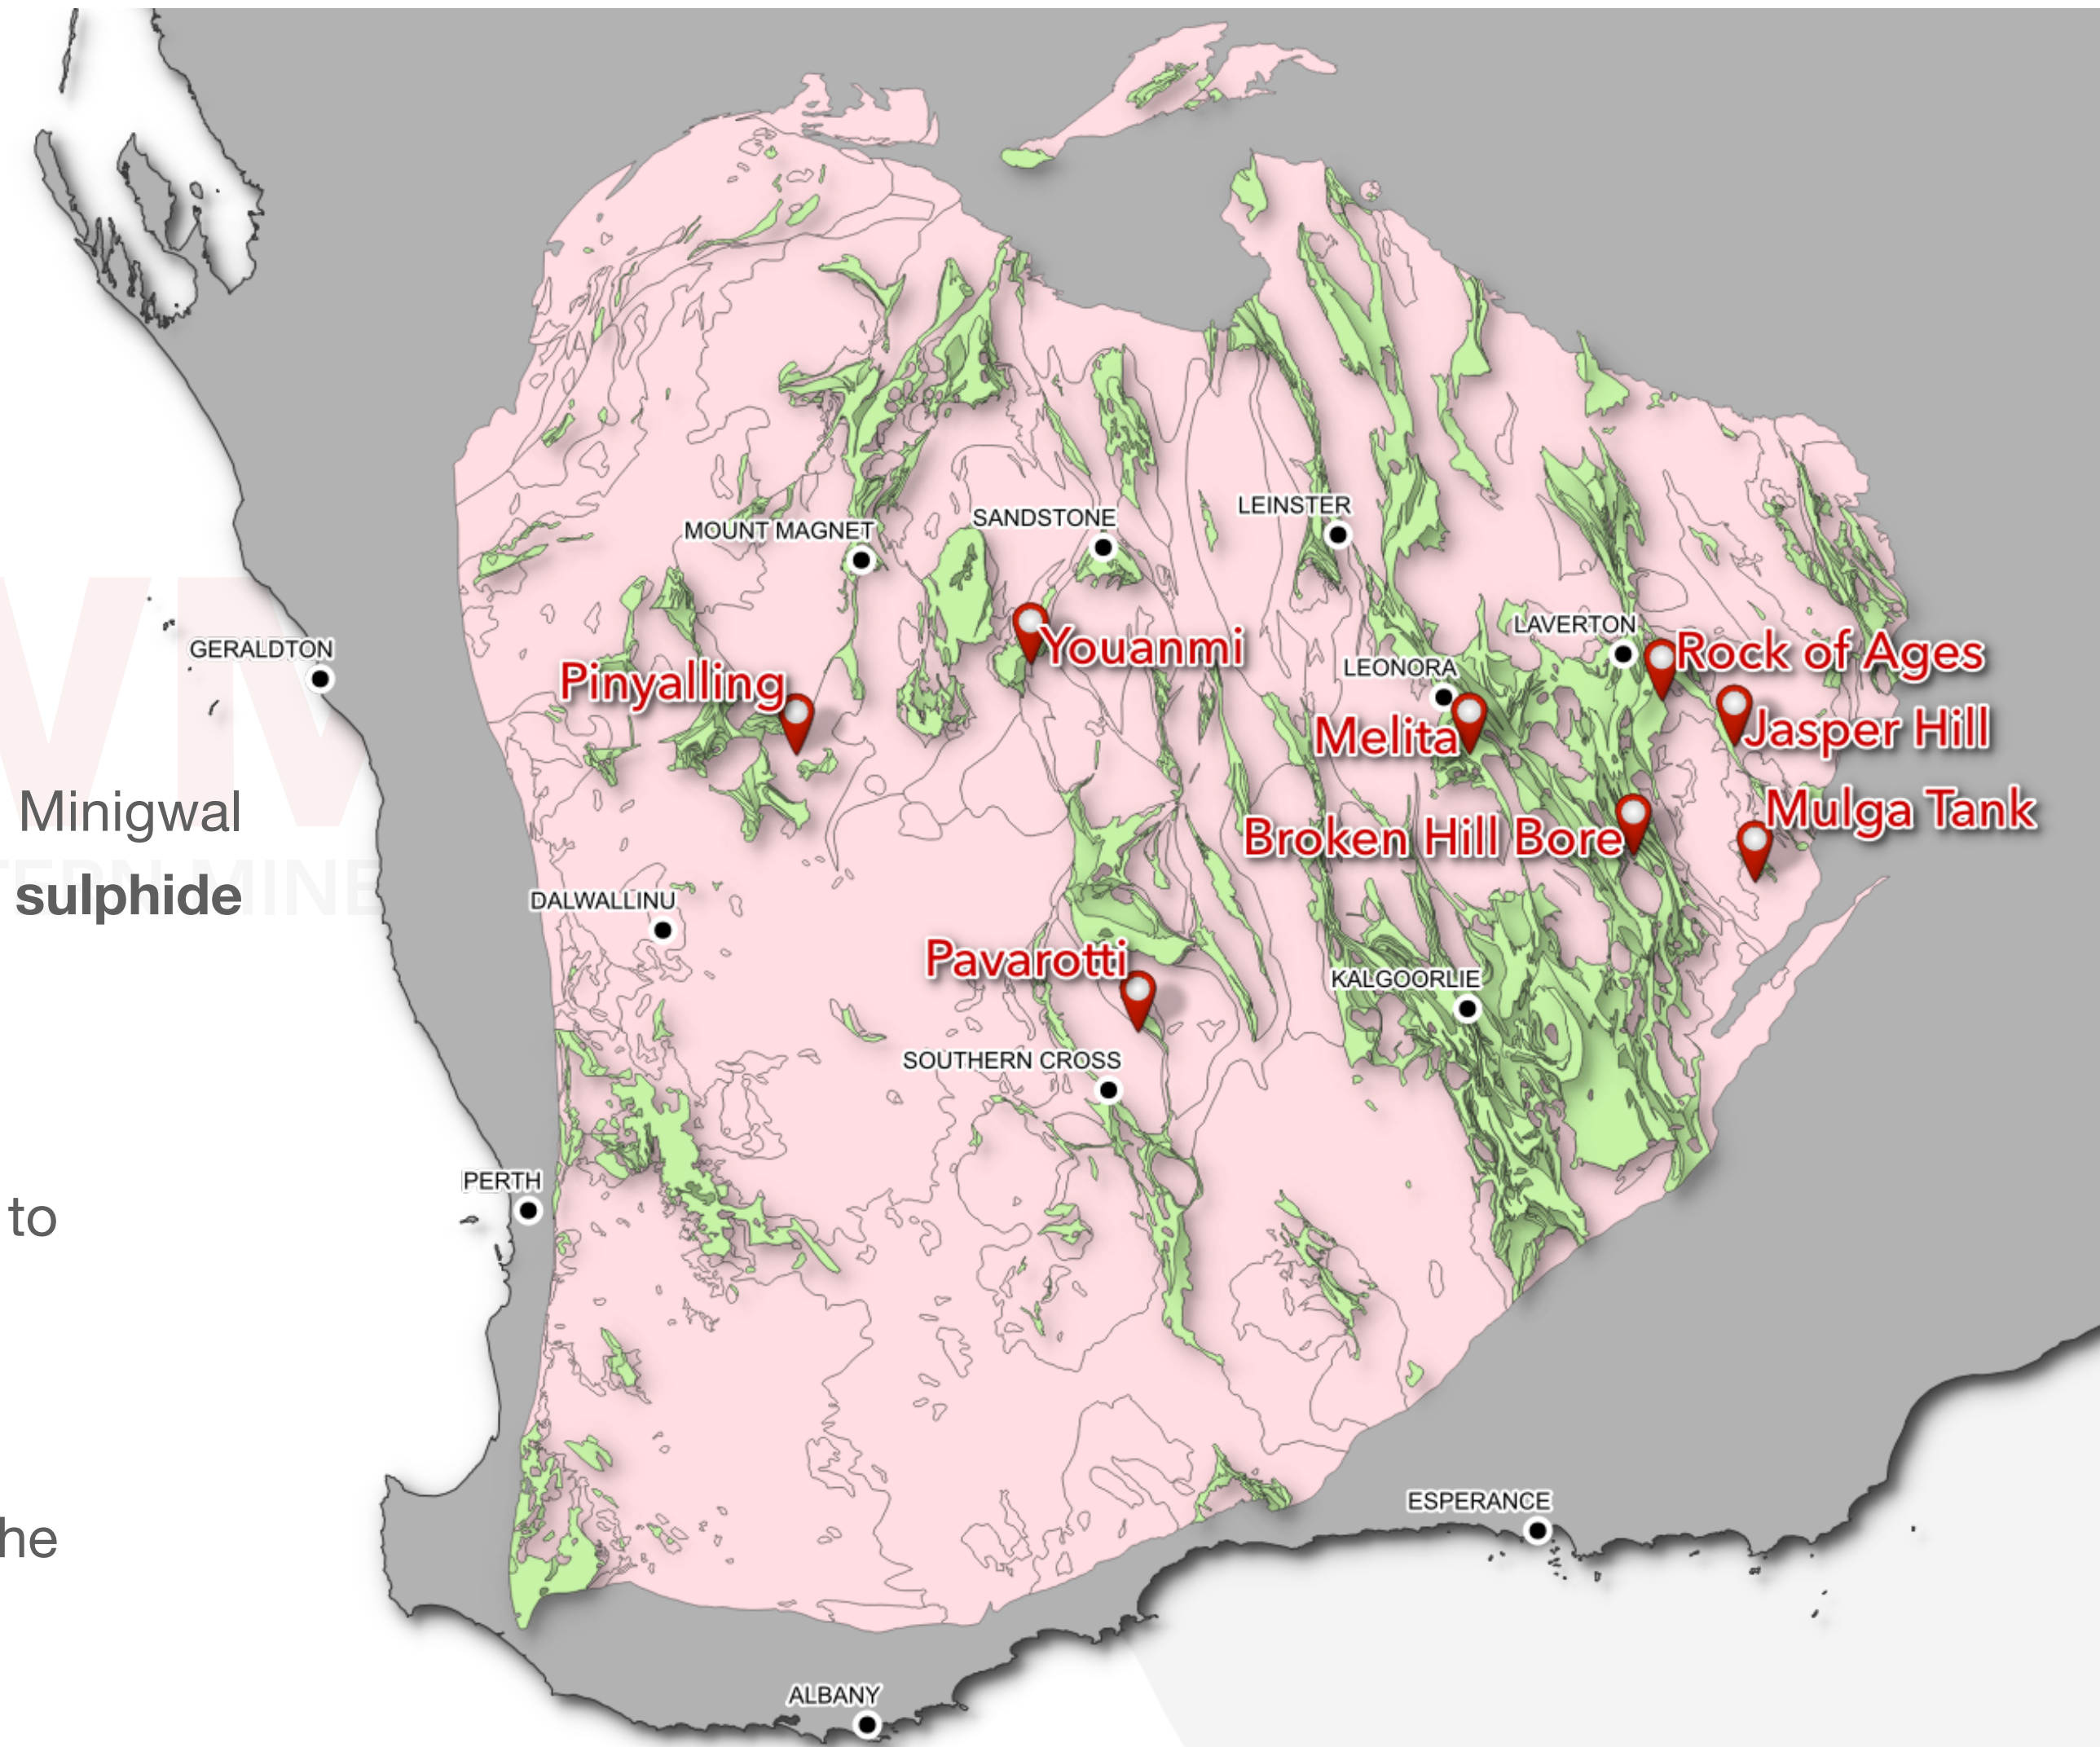 Minigwal
sulphide
to
he
MOUNT MAGNET
SANDSTONE
LEINSTER
GERALDTON
Pinyalling
Youanmi
LAVERTON
LEONORA
Rock of Ages
Melita
Jasper Hill
Broken Hill Bore
Mulga Tank
DALWALLINU
Pavarotti
KALGOORLIE
SOUTHERN CROSS
PERTH
ESPERANCE
ALBANY